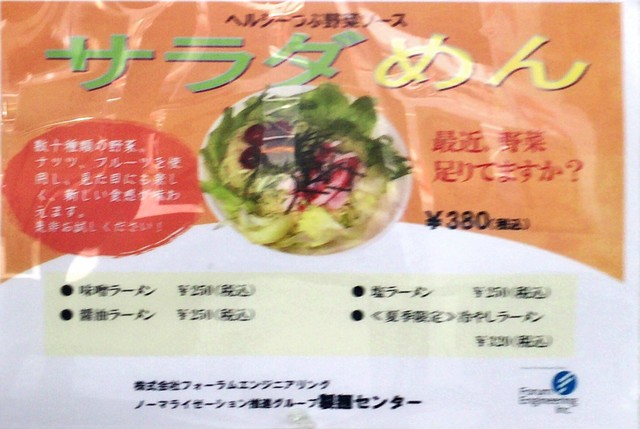 ヘルシーつぶ野菜ソース
サラダめん
数十種類の野菜、
ナッツ、フルーツを使
用し、見た目にも楽し
く、新しい食感が味わ
えます。
是非お試しください！
最近、野菜
足りてますか？
￥380(税込)
● 味噌ラーメン ￥250(税込)
● 塩ラーメン ￥250(税込)
● 醤油ラーメン ￥250(税込)
● ＜夏季限定＞冷やしラーメン
￥320(税込)
株式会社フォーラムエンジニアリング
ノーマライゼーション推進グループ製麺センター
Forum
Engineering
Inc.